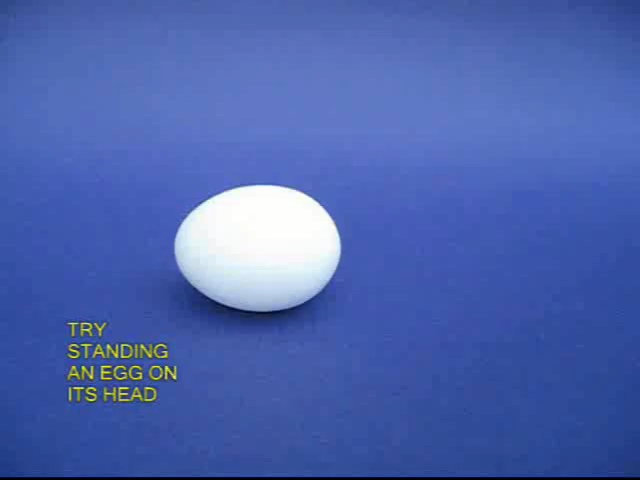 TRY
STANDING
AN EGG ON
ITS HEAD